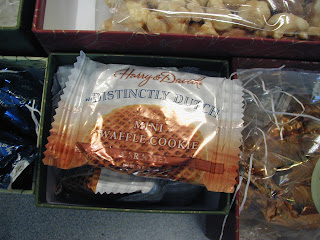 Harry & David
DISTINCTLY DUTCH
MINI
WAFFLE COOKIE